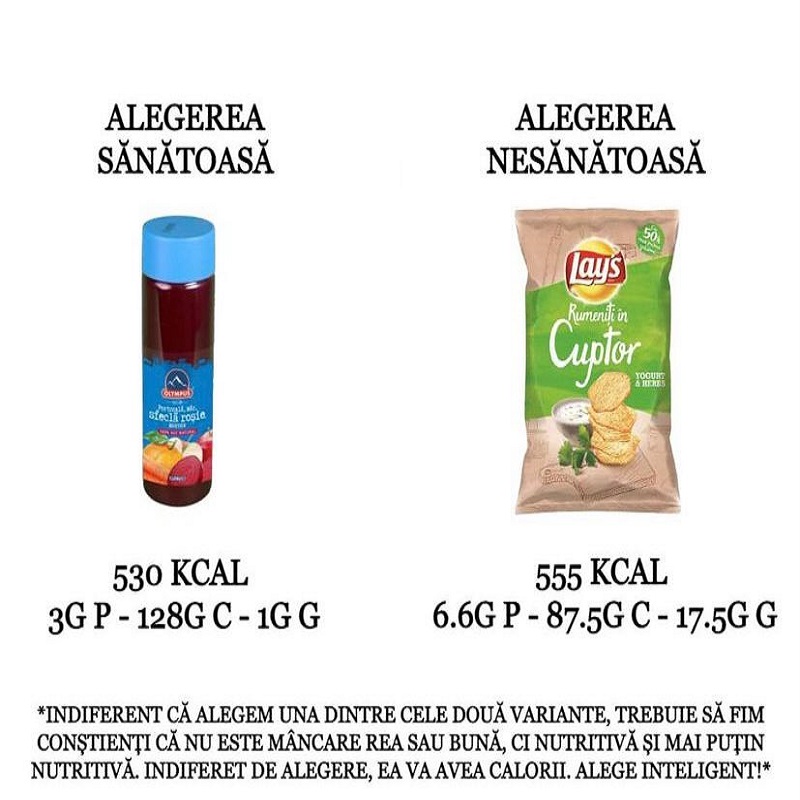 ALEGEREA
SĂNĂTOASĂ
ALEGEREA
NESĂNĂTOASĂ
OLYMPUS
Portocală, măr,
sfeclă roșie,
50%
Lay's
Rumeniți în
Cuptor
YOGURT
& HERBS
530 KCAL
3G P - 128G C - 1G G
555 KCAL
6.6G P - 87.5G C - 17.5G G
*INDIFERENT CĂ ALEGEM UNA DINTRE CELE DOUĂ VARIANTE, TREBUIE SĂ FIM
CONȘTIENȚI CĂ NU ESTE MÂNCARE REA SAU BUNĂ, CI NUTRITIVĂ ȘI MAI PUȚIN
NUTRITIVĂ. INDIFERET DE ALEGERE, EA VA AVEA CALORII. ALEGE INTELIGENT!*